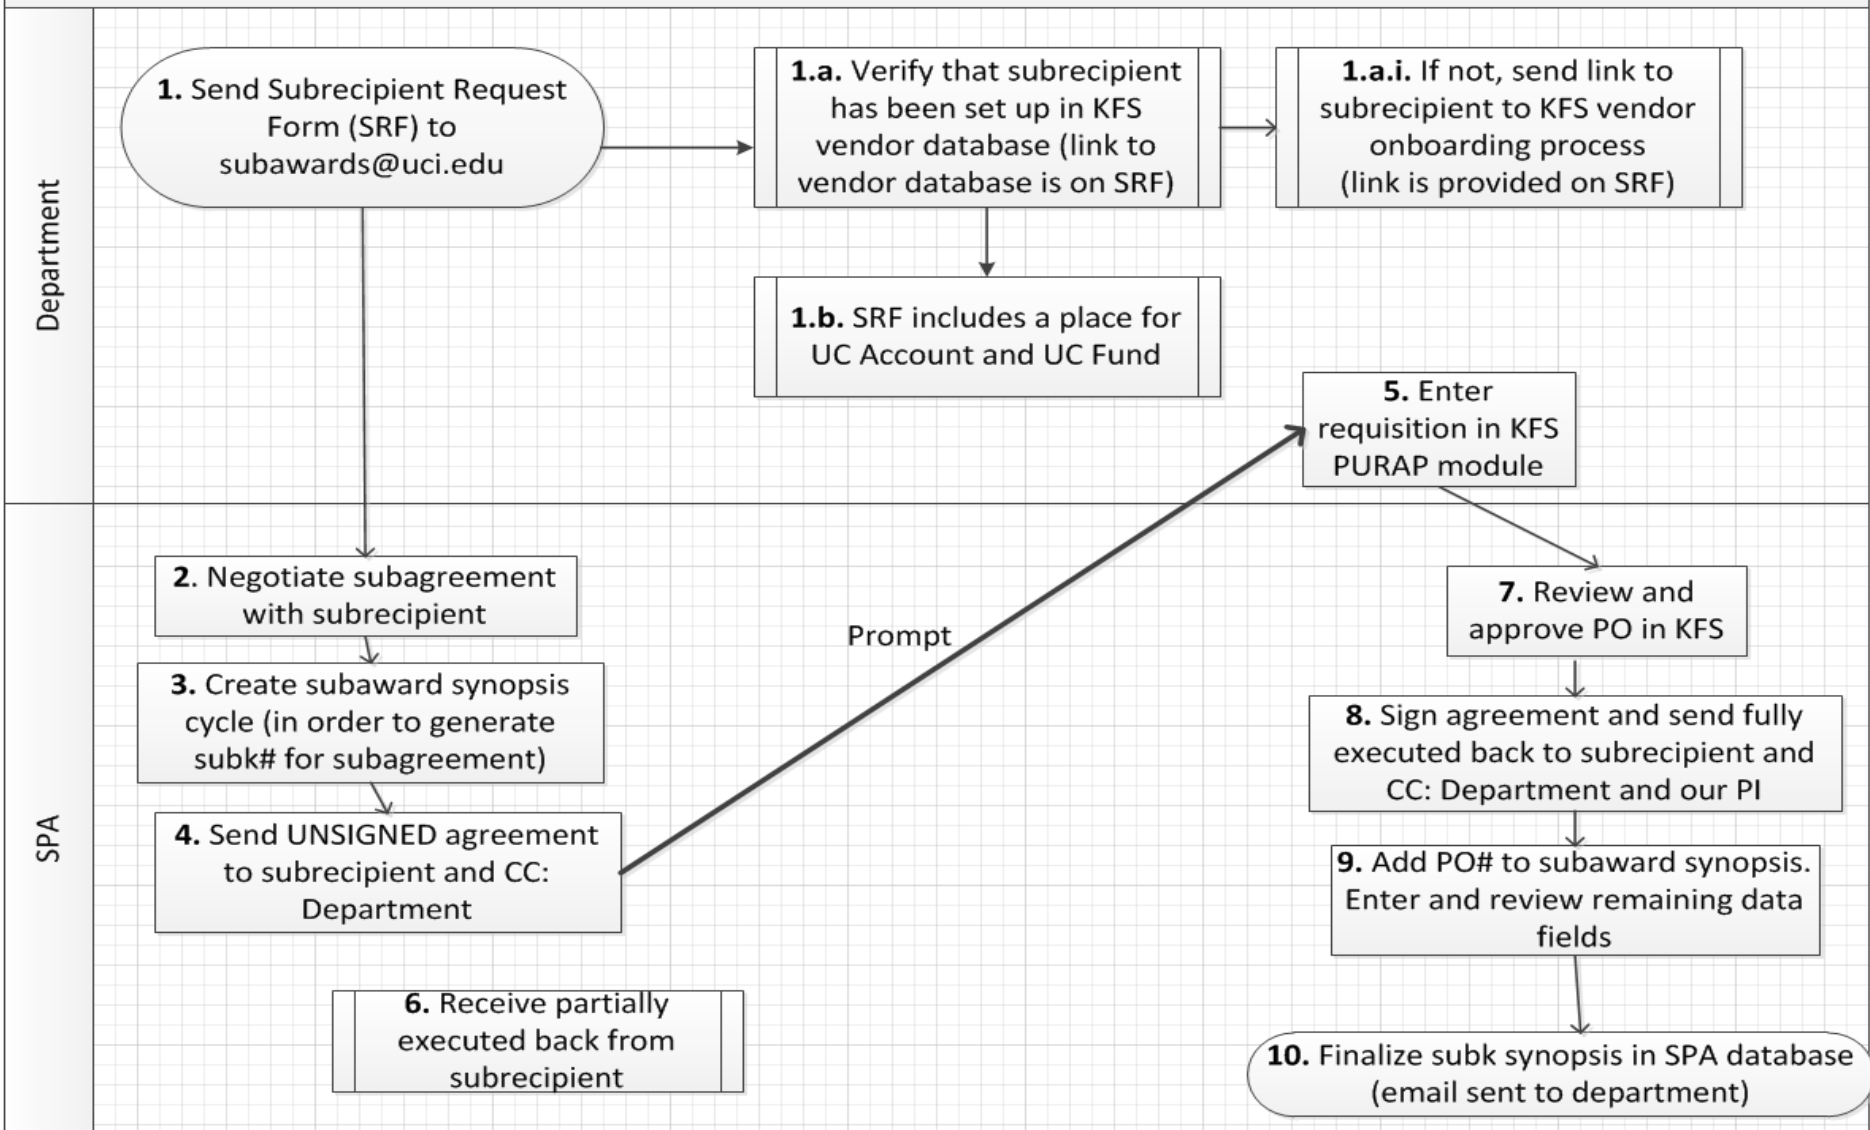 Department
1. Send Subrecipient Request
Form (SRF) to
subawards@uci.edu
1.a. Verify that subrecipient
has been set up in KFS
vendor database (link to
vendor database is on SRF)
1.a.i. If not, send link to
subrecipient to KFS vendor
onboarding process
(link is provided on SRF)
1.b. SRF includes a place for
UC Account and UC Fund
5. Enter
requisition in KFS
PURAP module
SPA
2. Negotiate subagreement
with subrecipient
3. Create subaward synopsis
cycle (in order to generate
subk# for subagreement)
4. Send UNSIGNED agreement
to subrecipient and CC:
Department
Prompt
6. Receive partially
executed back from
subrecipient
7. Review and
approve PO in KFS
8. Sign agreement and send fully
executed back to subrecipient and
CC: Department and our PI
9. Add PO# to subaward synopsis.
Enter and review remaining data
fields
10. Finalize subk synopsis in SPA database
(email sent to department)